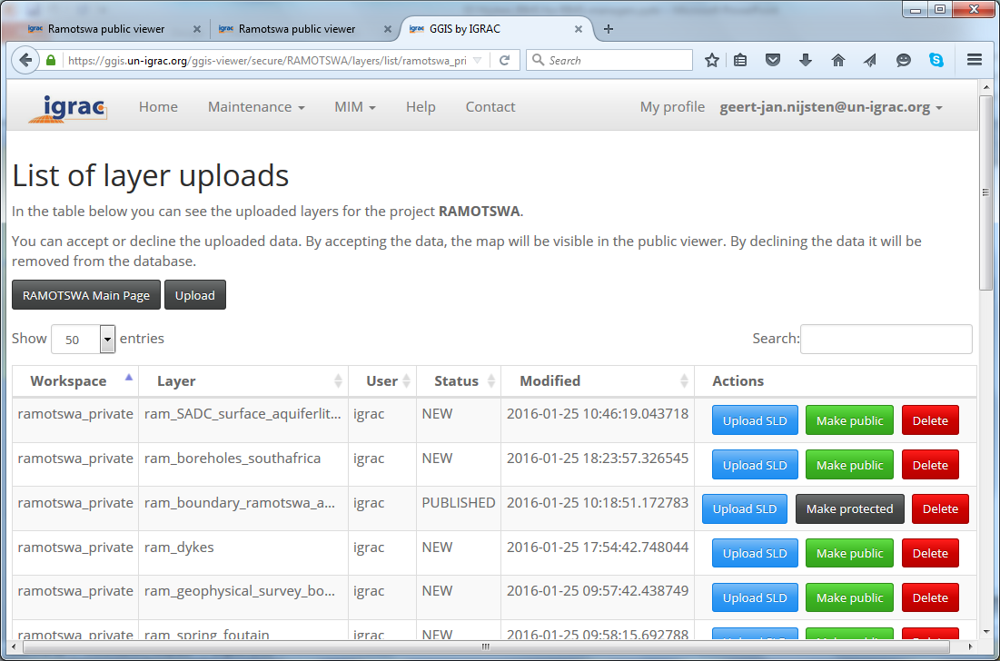 igrac Ramotswa public viewer
igrac Ramotswa public viewer
igrac GGIS by IGRAC
https://ggis.un-igrac.org/ggis-viewer/secure/RAMOTSWA/layers/list/ramotswa_pri
Search
igrac Home Maintenance MIM Help Contact My profile geert-jan.nijsten@un-igrac.org
List of layer uploads
In the table below you can see the uploaded layers for the project RAMOTSWA.
You can accept or decline the uploaded data. By accepting the data, the map will be visible in the public viewer. By declining the data it will be
removed from the database.
RAMOTSWA Main Page Upload
Show 50 entries Search:
Workspace Layer User Status Modified Actions
ramotswa_private ram_SADC_surface_aquiferlit... igrac NEW 2016-01-25 10:46:19.043718 Upload SLD Make public Delete
ramotswa_private ram_boreholes_southafrica igrac NEW 2016-01-25 18:23:57.326545 Upload SLD Make public Delete
ramotswa_private ram_boundary_ramotswa_a... igrac PUBLISHED 2016-01-25 10:18:51.172783 Upload SLD Make protected Delete
ramotswa_private ram_dykes igrac NEW 2016-01-25 17:54:42.748044 Upload SLD Make public Delete
ramotswa_private ram_geophysical_survey_bo... igrac NEW 2016-01-25 09:57:42.438749 Upload SLD Make public Delete
ramotswa_private ram_spring_foutain igrac NEW 2016-01-25 09:58:15.692788